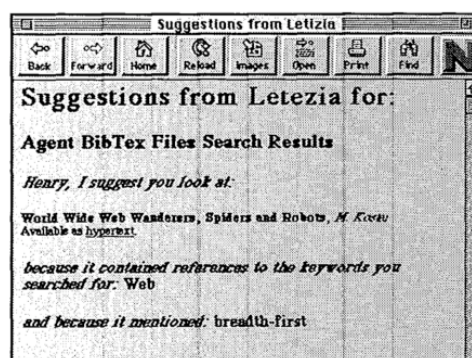 Suggestions from Letizia
Back Forward Home Reload Images Open Print Find N
Suggestions from Letezia for:
Agent BibTex Files Search Results
Henry, I suggest you look at:
World Wide Web Wanderers, Spiders and Robots, M. Koster
Available as hypertext.
because it contained references to the keywords you
searched for: Web
and because it mentioned: breadth-first